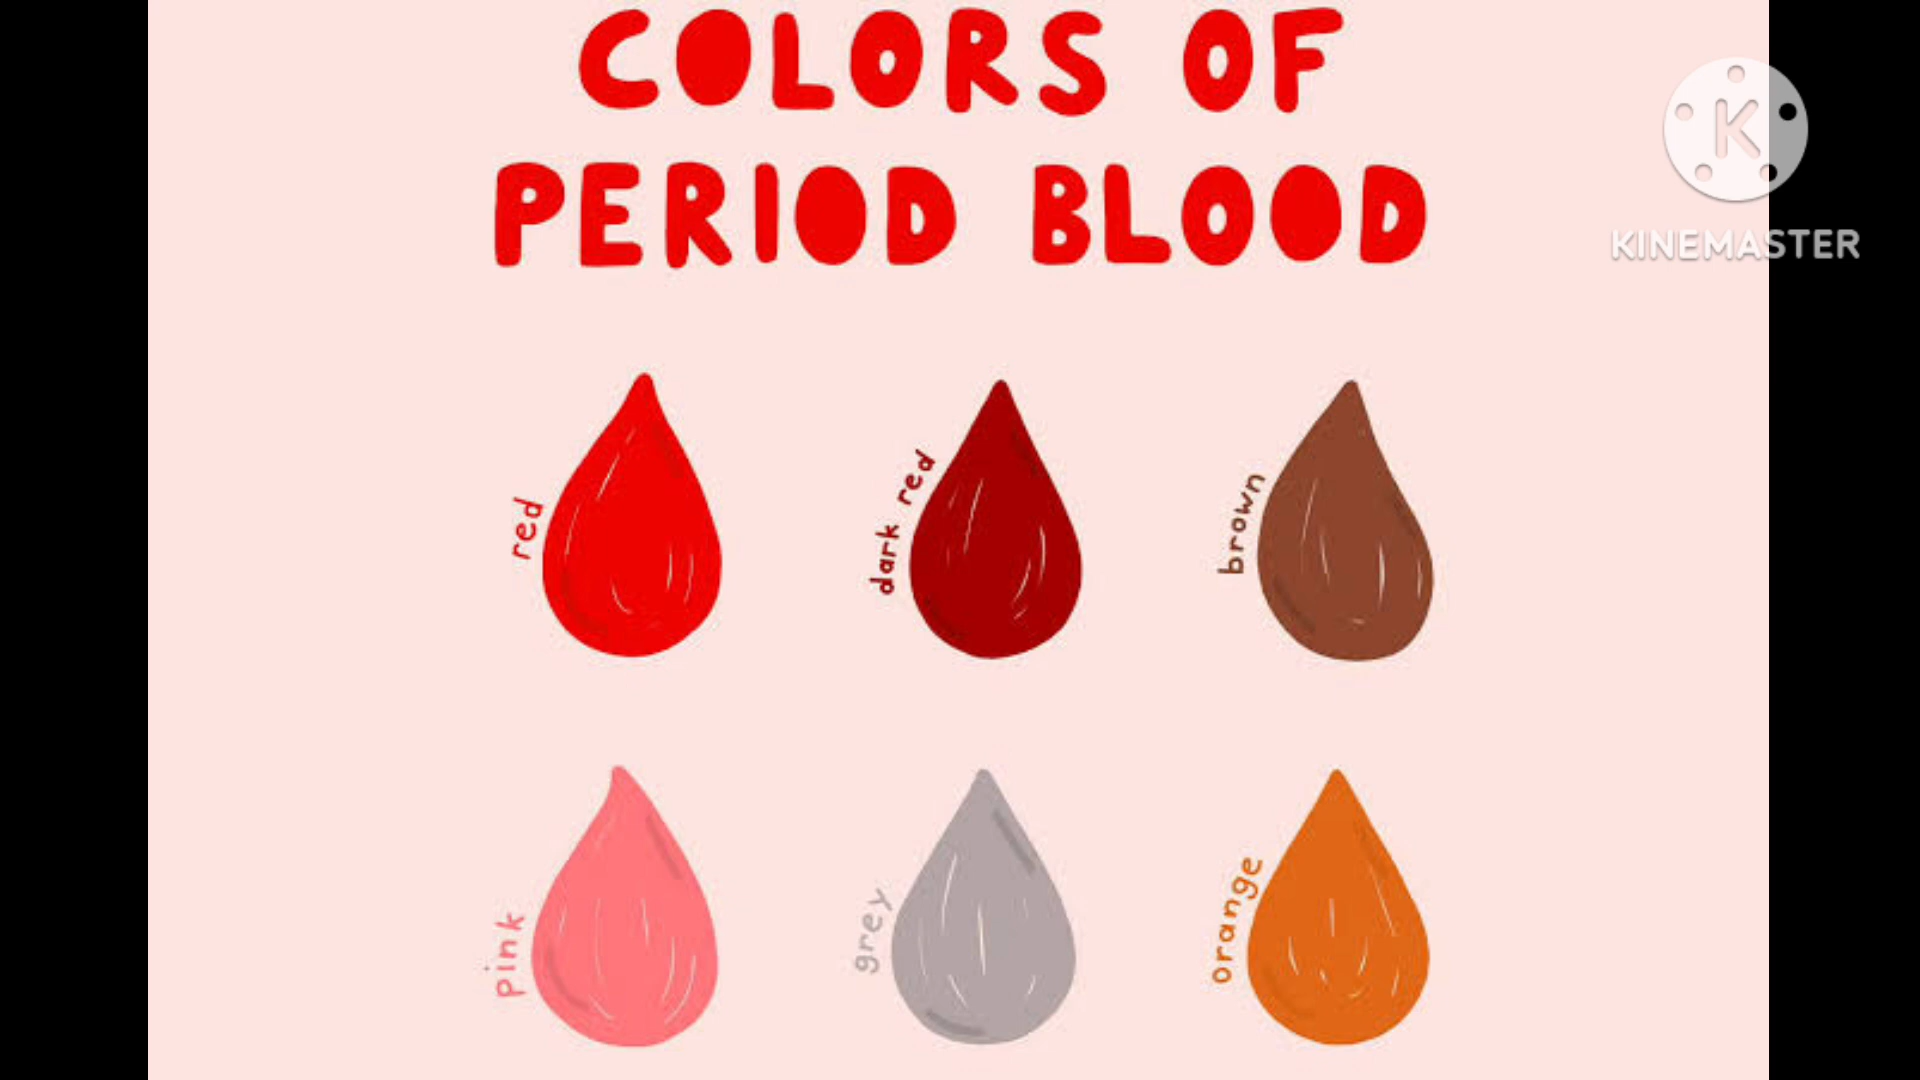 COLORS OF
PERIOD BLOOD
K
KINEMASTER
red
dark red
brown
pink
grey
orange